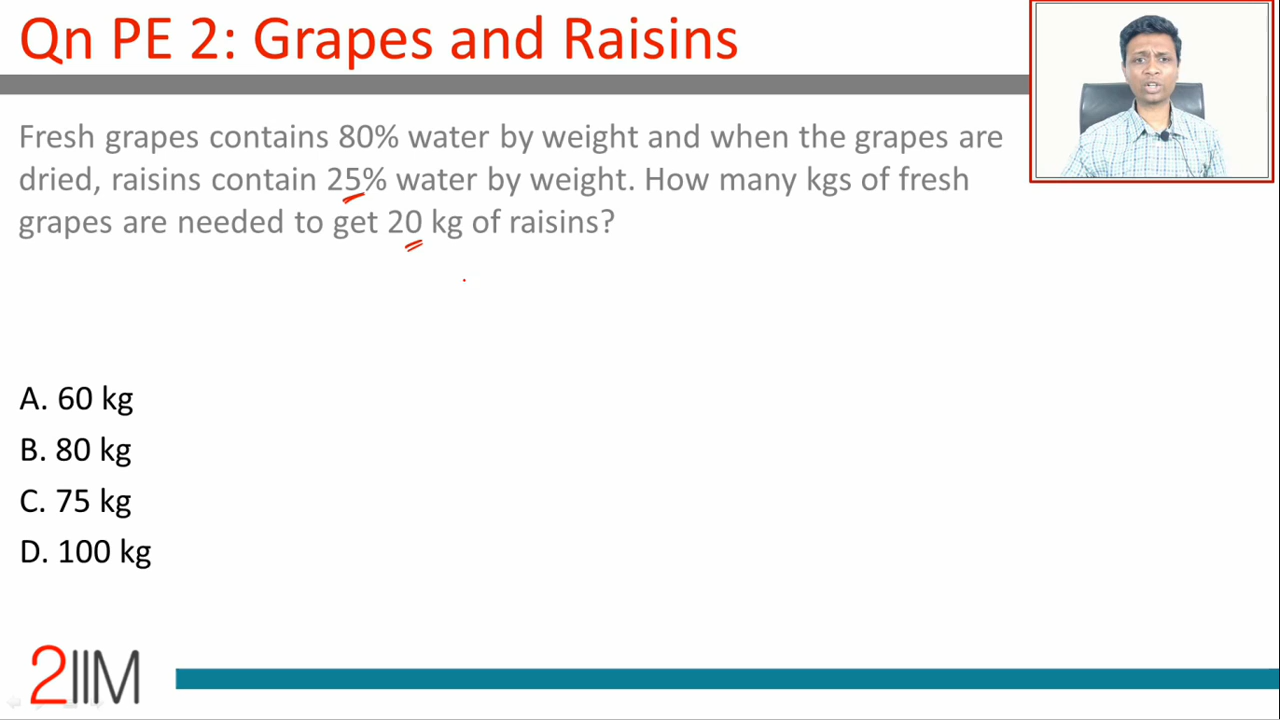 Qn PE 2: Grapes and Raisins
Fresh grapes contains 80% water by weight and when the grapes are
dried, raisins contain 25% water by weight. How many kgs of fresh
grapes are needed to get 20 kg of raisins?
A. 60 kg
B. 80 kg
C. 75 kg
D. 100 kg
2IIM